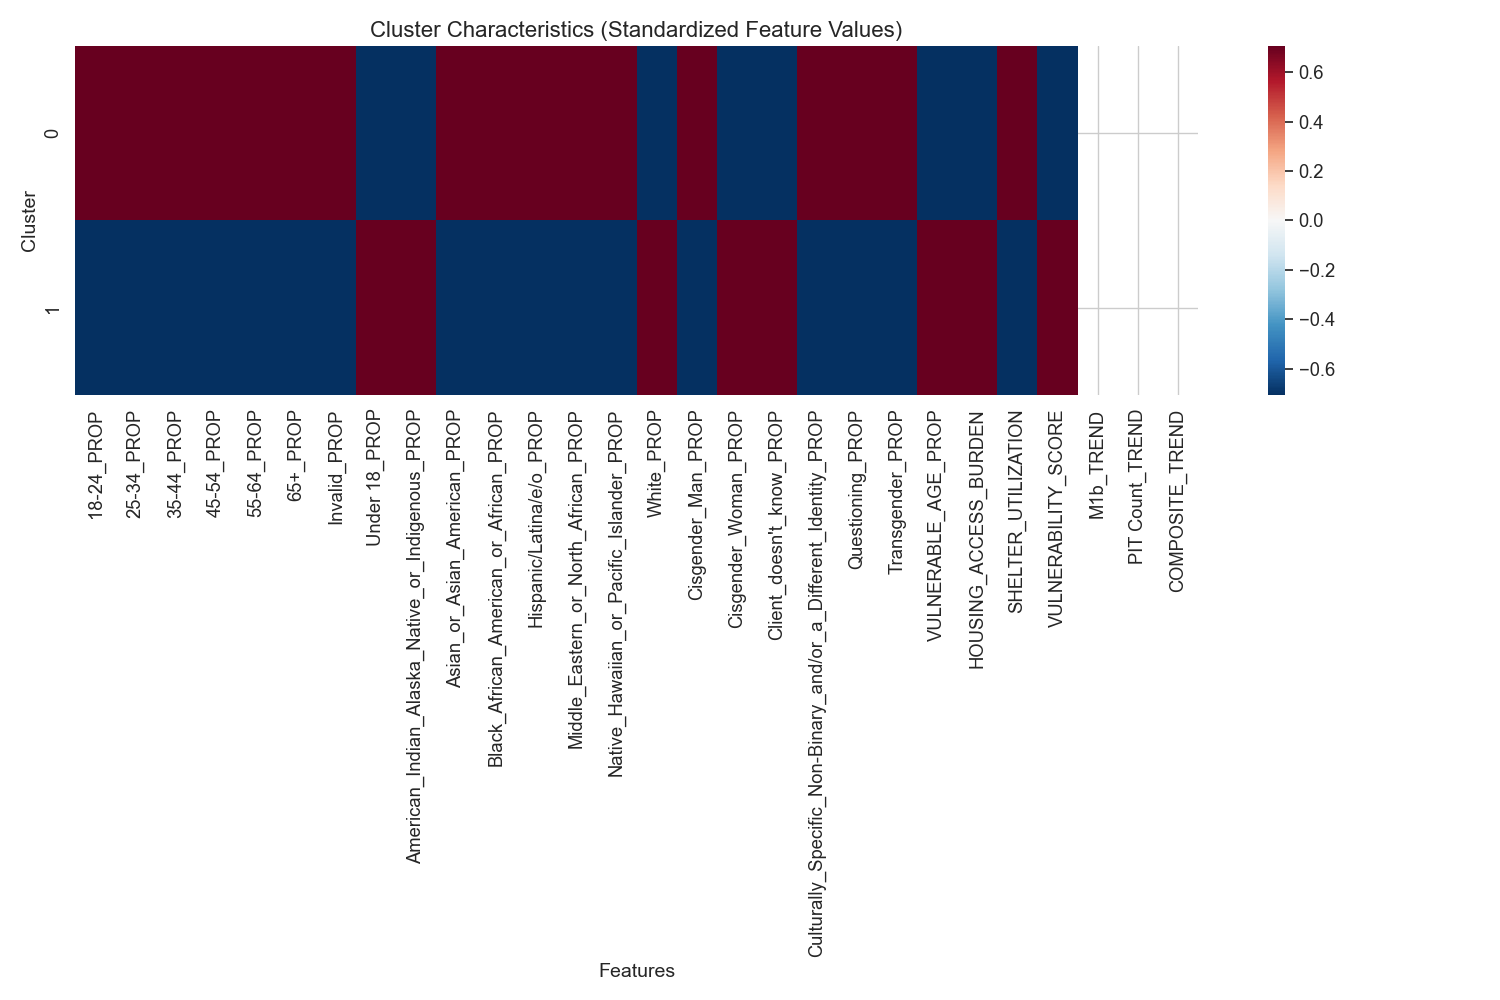 Cluster Characteristics (Standardized Feature Values)
Cluster
0
1
18-24_PROP
25-34_PROP
35-44_PROP
45-54_PROP
55-64_PROP
65+_PROP
Invalid_PROP
Under 18_PROP
American_Indian_Alaska_Native_or_Indigenous_PROP
Asian_or_Asian_American_PROP
Black_African_American_or_African_PROP
Hispanic/Latina/e/o_PROP
Middle_Eastern_or_North_African_PROP
Native_Hawaiian_or_Pacific_Islander_PROP
White_PROP
Cisgender_Man_PROP
Cisgender_Woman_PROP
Client_doesn't_know_PROP
Culturally_Specific_Non-Binary_and/or_a_Different_Identity_PROP
Questioning_PROP
Transgender_PROP
VULNERABLE_AGE_PROP
HOUSING_ACCESS_BURDEN
SHELTER_UTILIZATION
VULNERABILITY_SCORE
M1b_TREND
PIT Count_TREND
COMPOSITE_TREND
Features
0.6
0.4
0.2
0.0
−0.2
−0.4
−0.6